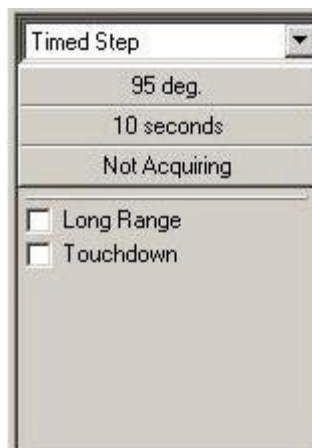 Timed Step
95 deg.
10 seconds
Not Acquiring
Long Range
Touchdown